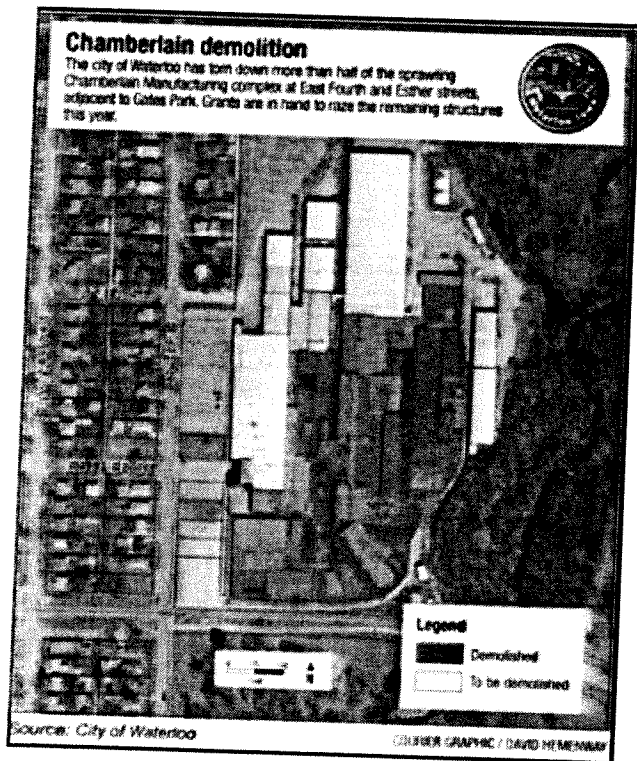 Chamberlain demolition
The city of Waterloo has torn down more than half of the sprawling
Chamberlain Manufacturing complex at East Fourth and Esther streets,
adjacent to Gates Park. Grants are in hand to raze the remaining structures
this year.
ESTHER ST
Legend
Demolished
To be demolished
N
Source: City of Waterloo
COURIER GRAPHIC / DAVID HEMENWAY